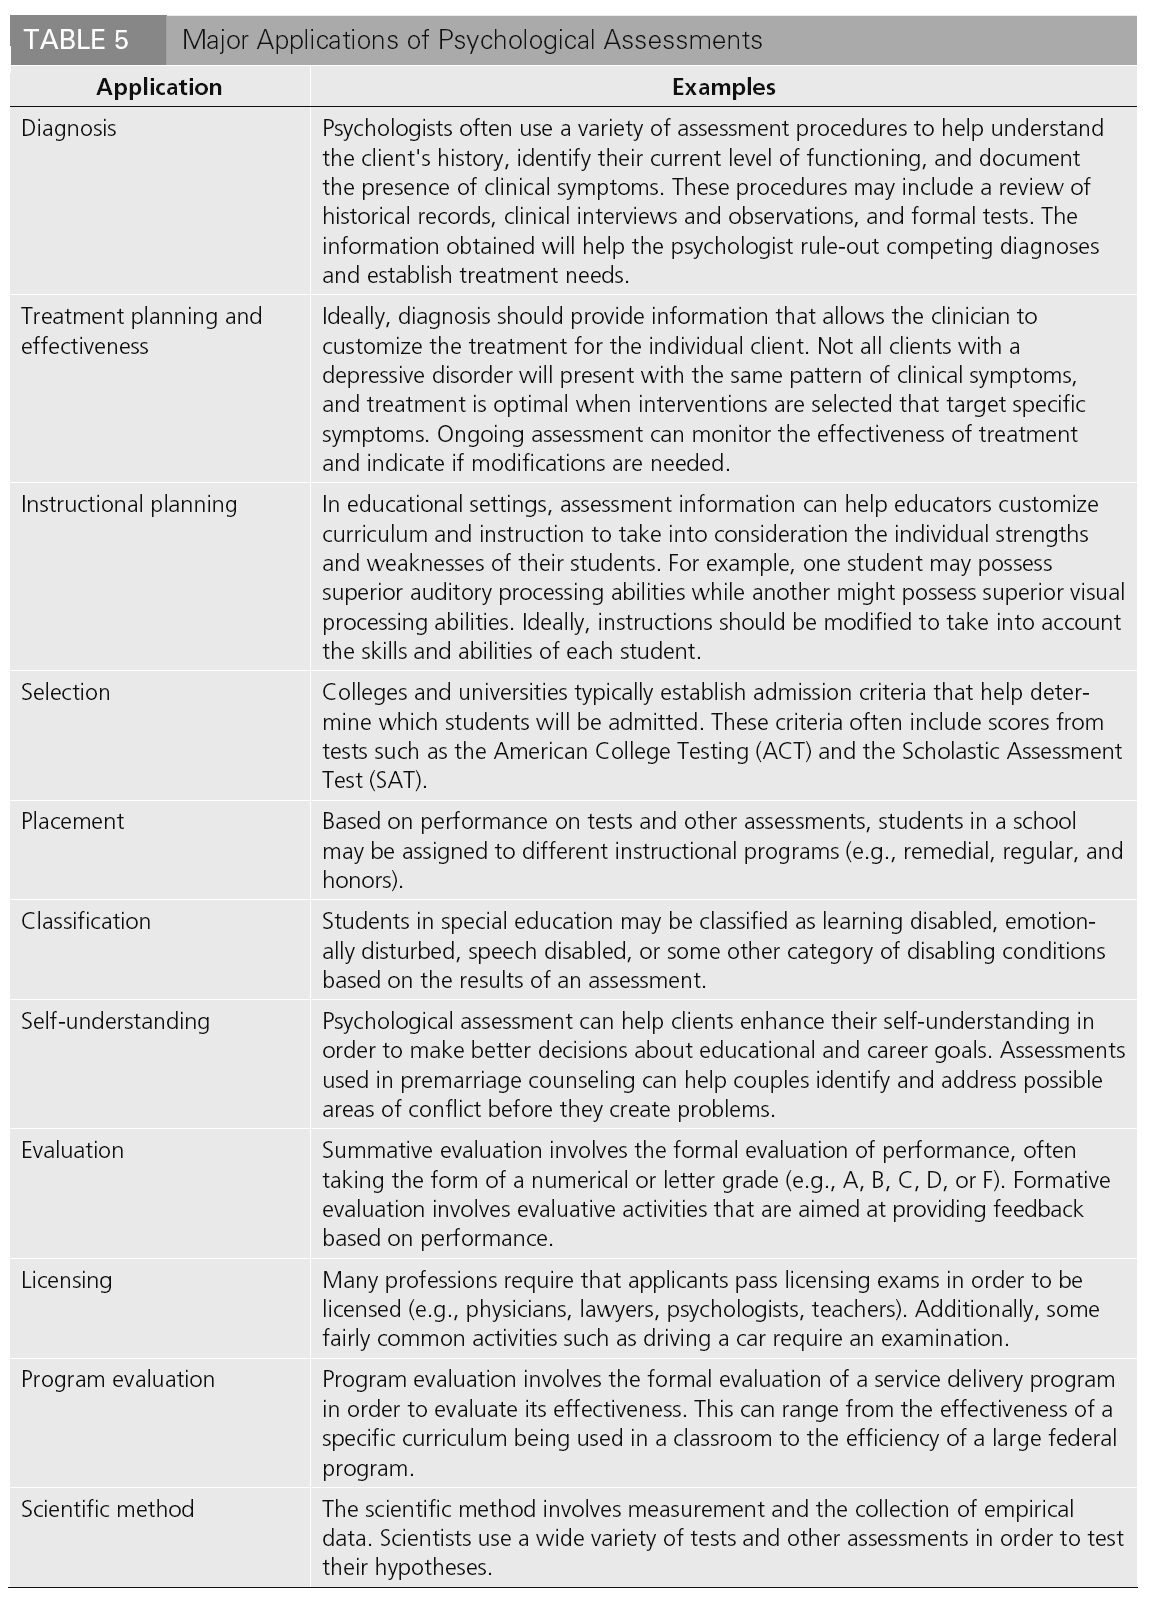 TABLE 5 Major Applications of Psychological Assessments
Application Examples
Diagnosis Psychologists often use a variety of assessment procedures to help understand
the client's history, identify their current level of functioning, and document
the presence of clinical symptoms. These procedures may include a review of
historical records, clinical interviews and observations, and formal tests. The
information obtained will help the psychologist rule-out competing diagnoses
and establish treatment needs.
Treatment planning and Ideally, diagnosis should provide information that allows the clinician to
effectiveness customize the treatment for the individual client. Not all clients with a
depressive disorder will present with the same pattern of clinical symptoms,
and treatment is optimal when interventions are selected that target specific
symptoms. Ongoing assessment can monitor the effectiveness of treatment
and indicate if modifications are needed.
Instructional planning In educational settings, assessment information can help educators customize
curriculum and instruction to take into consideration the individual strengths
and weaknesses of their students. For example, one student may possess
superior auditory processing abilities while another might possess superior visual
processing abilities. Ideally, instructions should be modified to take into account
the skills and abilities of each student.
Selection Colleges and universities typically establish admission criteria that help deter-
mine which students will be admitted. These criteria often include scores from
tests such as the American College Testing (ACT) and the Scholastic Assessment
Test (SAT).
Placement Based on performance on tests and other assessments, students in a school
may be assigned to different instructional programs (e.g., remedial, regular, and
honors).
Classification Students in special education may be classified as learning disabled, emotion-
ally disturbed, speech disabled, or some other category of disabling conditions
based on the results of an assessment.
Self-understanding Psychological assessment can help clients enhance their self-understanding in
order to make better decisions about educational and career goals. Assessments
used in premarriage counseling can help couples identify and address possible
areas of conflict before they create problems.
Evaluation Summative evaluation involves the formal evaluation of performance, often
taking the form of a numerical or letter grade (e.g., A, B, C, D, or F). Formative
evaluation involves evaluative activities that are aimed at providing feedback
based on performance.
Licensing Many professions require that applicants pass licensing exams in order to be
licensed (e.g., physicians, lawyers, psychologists, teachers). Additionally, some
fairly common activities such as driving a car require an examination.
Program evaluation Program evaluation involves the formal evaluation of a service delivery program
in order to evaluate its effectiveness. This can range from the effectiveness of a
specific curriculum being used in a classroom to the efficiency of a large federal
program.
Scientific method The scientific method involves measurement and the collection of empirical
data. Scientists use a wide variety of tests and other assessments in order to test
their hypotheses.